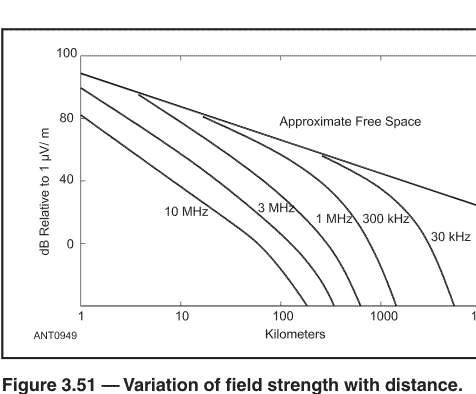 100
80
40
0
dB Relative to 1 µV/ m
Approximate Free Space
10 MHz
3 MHz
1 MHz
300 kHz
30 kHz
1
10
100
1000
1
Kilometers
ANT0949
Figure 3.51 — Variation of field strength with distance.